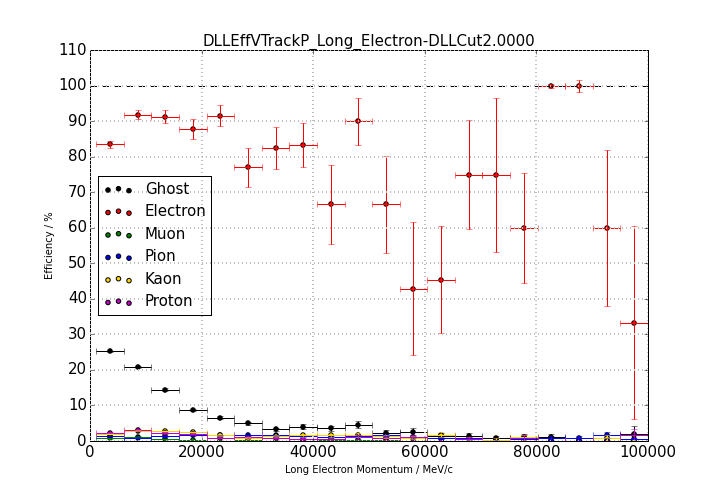 DLLEffVTrackP_Long_Electron-DLLCut2.0000
Efficiency / %
110
100
90
80
70
60
50
40
30
20
10
0
Ghost
Electron
Muon
Pion
Kaon
Proton
0 20000 40000 60000 80000 100000
Long Electron Momentum / MeV/c